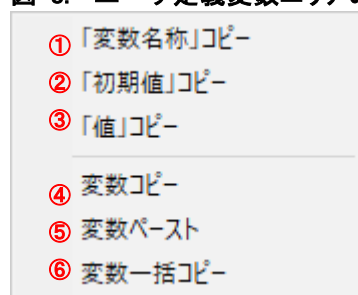 ① 「変数名称」コピー
② 「初期値」コピー
③ 「値」コピー
④ 変数コピー
⑤ 変数ペースト
⑥ 変数一括コピー